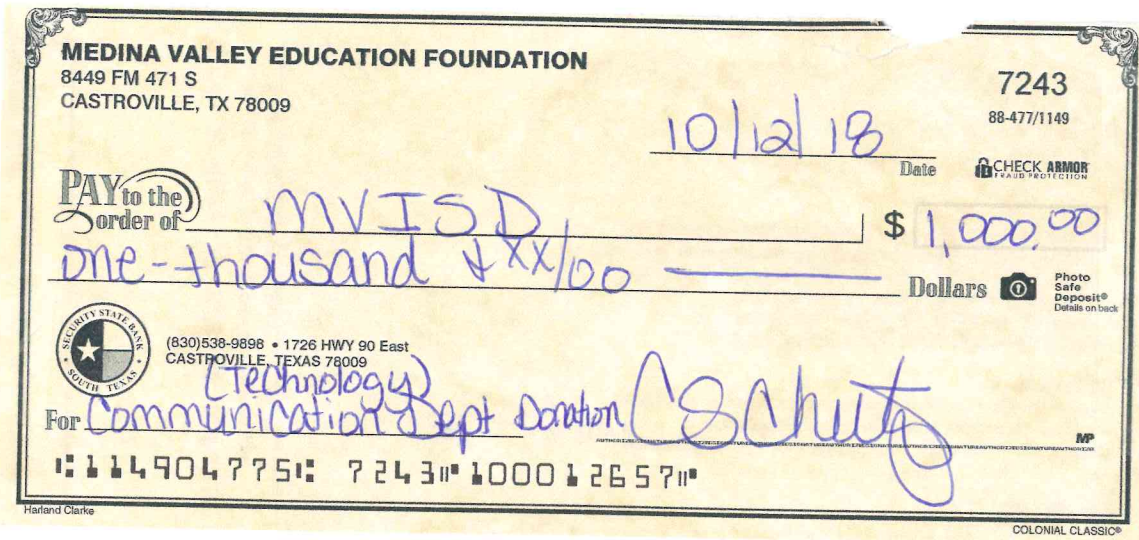 MEDINA VALLEY EDUCATION FOUNDATION
8449 FM 471 S
CASTROVILLE, TX 78009
7243
88-477/1149
10/12/18
Date
CHECK ARMOR
FRAUD PROTECTION
PAY to the
order of
MVISD
$ 1,000.00
one-thousand & xx/00
Dollars
Photo
Safe
Deposit®
Details on back
SECURITY STATE BANK
SOUTH TEXAS
(830)538-9898 • 1726 HWY 90 East
CASTROVILLE, TEXAS 78009
(Technology)
For Communication Dept Donation
CSchutz
MP
⑆114904775⑆ 7243⑈100012657⑈
Harland Clarke
COLONIAL CLASSIC®